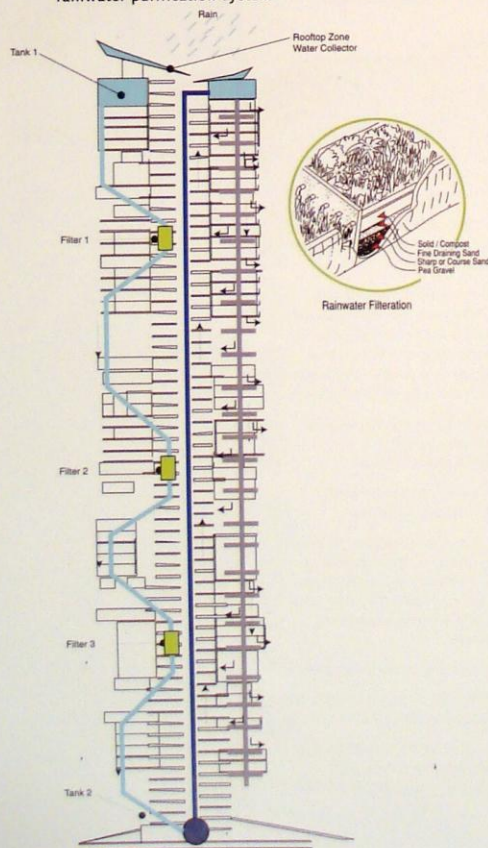 rainwater purification system
Rain
Rooftop Zone
Water Collector
Tank 1
Filter 1
Solid / Compost
Fine Draining Sand
Sharp or Course Sand
Pea Gravel
Rainwater Filteration
Filter 2
Filter 3
Tank 2